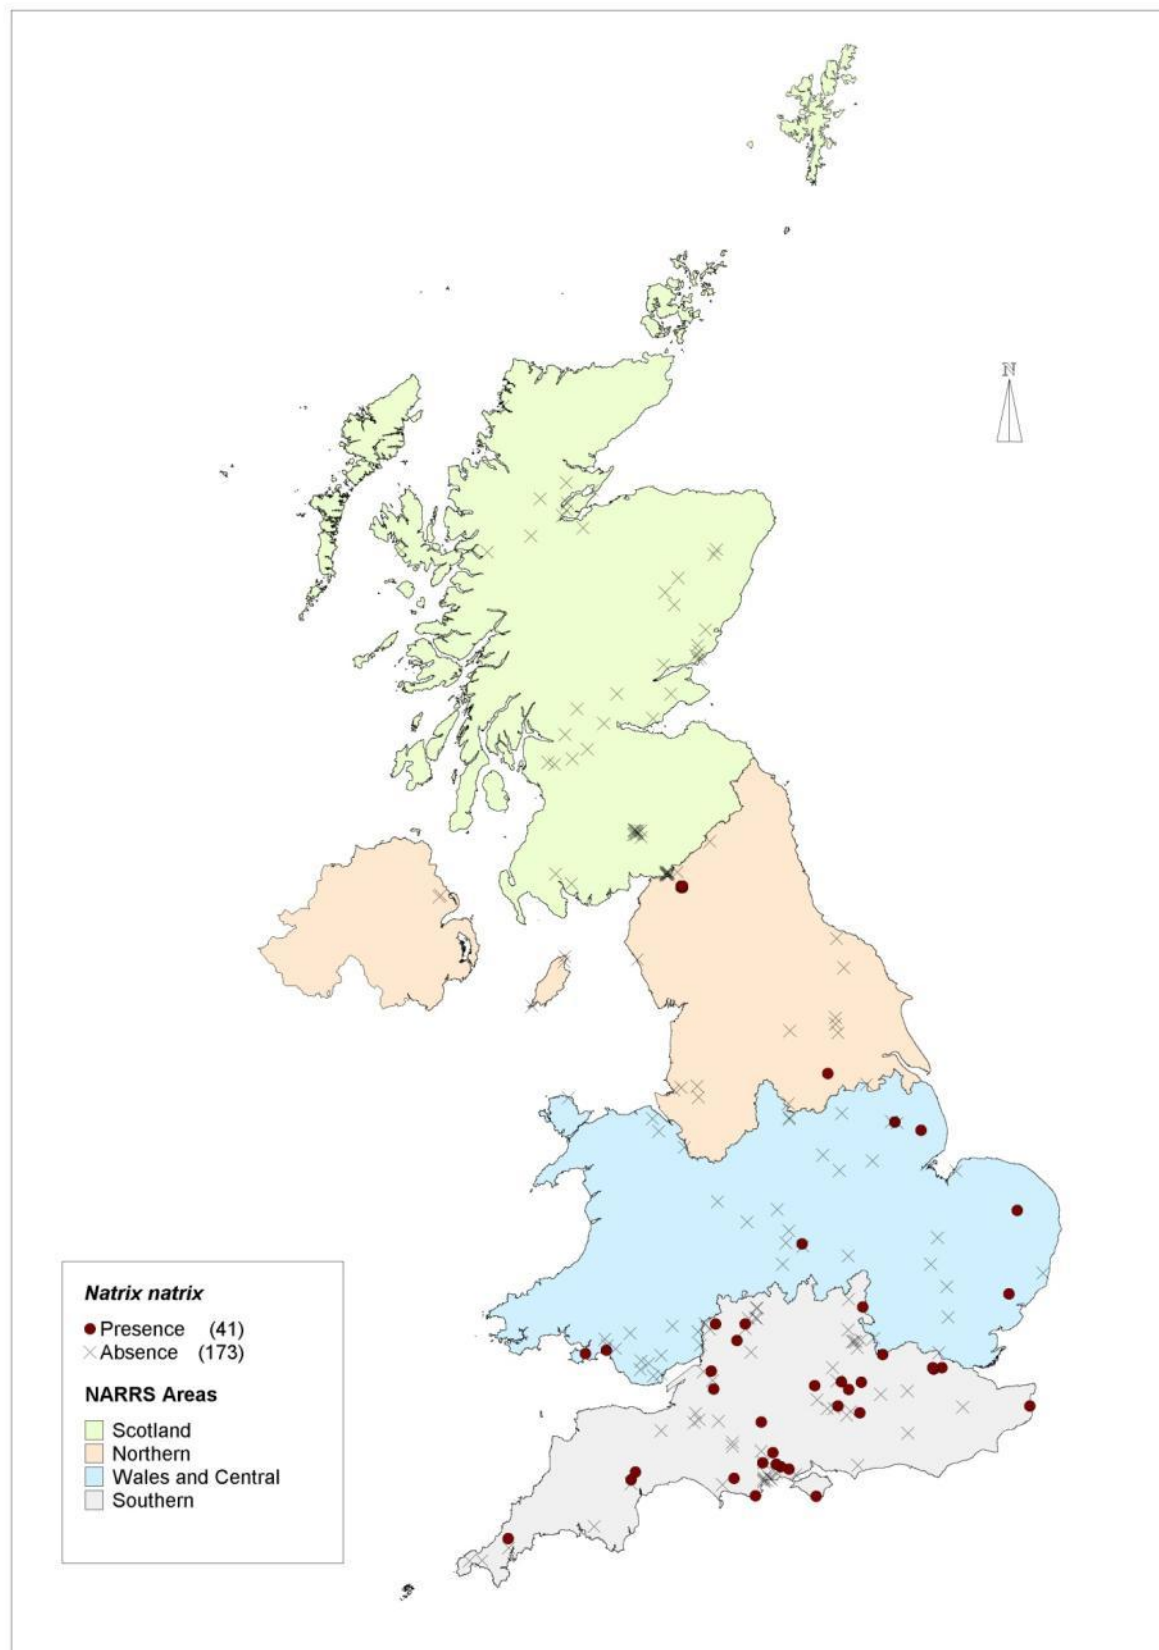 N
Natrix natrix
Presence (41)
Absence (173)
NARRS Areas
Scotland
Northern
Wales and Central
Southern